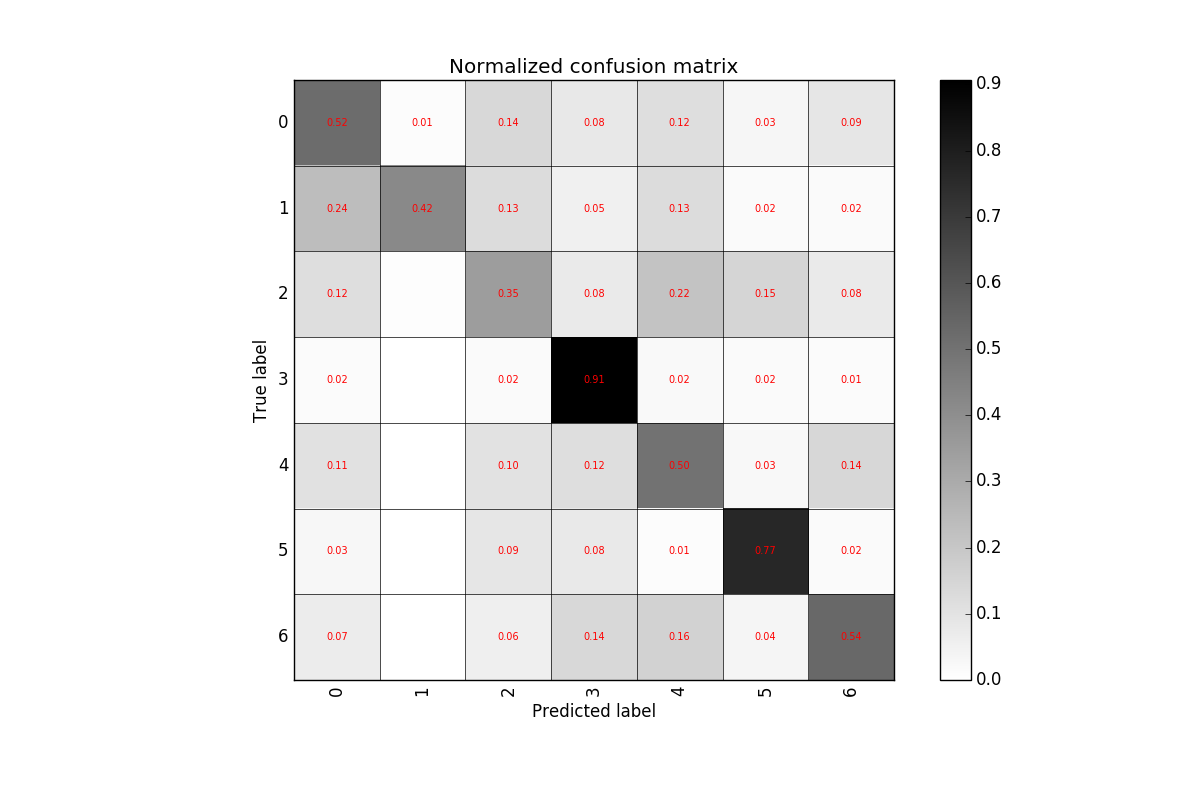 Normalized confusion matrix
0 0.52 0.01 0.14 0.08 0.12 0.03 0.09
1 0.24 0.42 0.13 0.05 0.13 0.02 0.02
2 0.12 0.35 0.08 0.22 0.15 0.08
3 0.02 0.02 0.91 0.02 0.02 0.01
4 0.11 0.10 0.12 0.50 0.03 0.14
5 0.03 0.09 0.08 0.01 0.77 0.02
6 0.07 0.06 0.14 0.16 0.04 0.54
True label
0 1 2 3 4 5 6
Predicted label
0.9
0.8
0.7
0.6
0.5
0.4
0.3
0.2
0.1
0.0